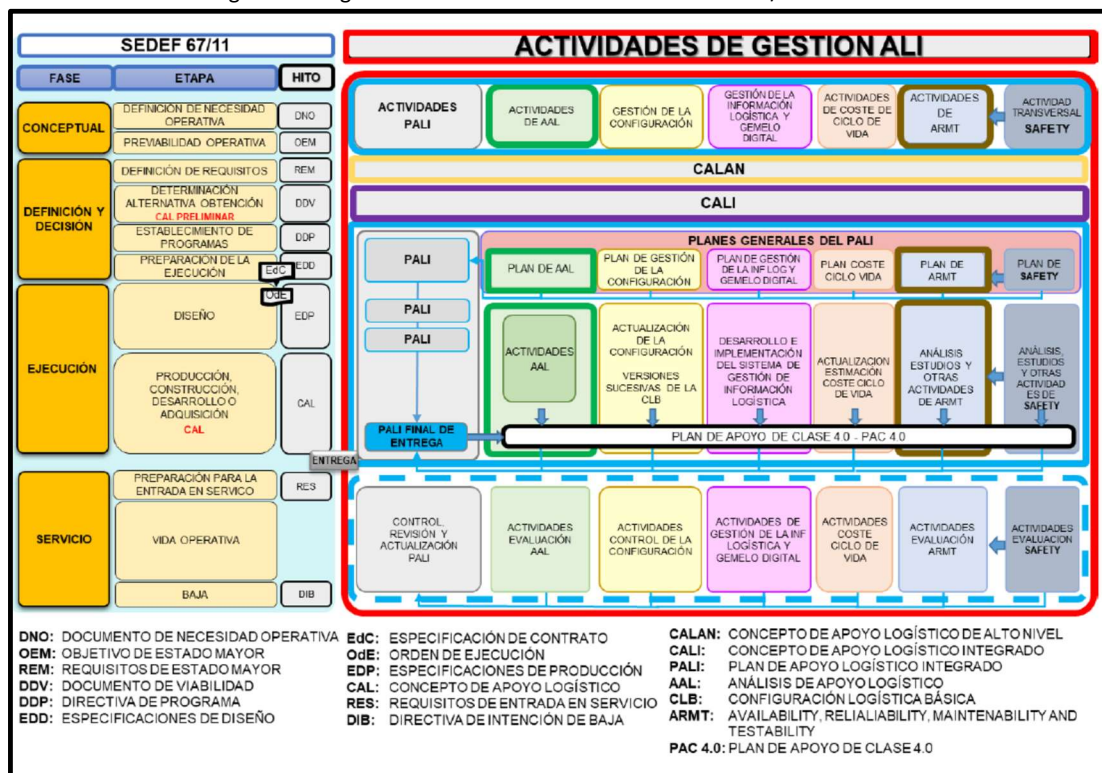 SEDEF 67/11
FASE
ETAPA
HITO
CONCEPTUAL
DEFINICIÓN DE NECESIDAD
OPERATIVA
DNO
PREVIABILIDAD OPERATIVA
OEM
DEFINICIÓN Y
DECISIÓN
DEFINICIÓN DE REQUISITOS
REM
DETERMINACIÓN
ALTERNATIVA OBTENCIÓN
CAL PRELIMINAR
DDV
ESTABLECIMIENTO DE
PROGRAMAS
DDP
PREPARACION DE LA
EJECUCIÓN
EdC
EDD
OdE
EJECUCIÓN
DISEÑO
EDP
PRODUCCIÓN,
CONSTRUCCIÓN,
DESARROLLO O
ADQUISICIÓN
CAL
CAL
SERVICIO
PREPARACIÓN PARA LA
ENTRADA EN SERVICO
RES
VIDA OPERATIVA
BAJA
DIB
ACTIVIDADES DE GESTION ALI
ACTIVIDADES
PALI
ACTIVIDADES
DE AAL
GESTIÓN DE LA
CONFIGURACIÓN
GESTIÓN DE LA
INFORMACIÓN
LOGÍSTICA Y
GEMELO
DIGITAL
ACTIVIDADES
DE COSTE DE
CICLO DE
VIDA
ACTIVIDADES
DE
ARMT
ACTIVIDAD
TRANSVERSAL
SAFETY
CALAN
CALI
PLANES GENERALES DEL PALI
PALI
PLAN DE AAL
PLAN DE GESTIÓN
DE LA
CONFIGURACIÓN
PLAN DE GESTIÓN
DE LA INF LOG Y
GEMELO DIGITAL
PLAN COSTE
CICLO VIDA
PLAN DE
ARMT
PLAN DE
SAFETY
PALI
PALI
ACTIVIDADES
AAL
ACTUALIZACIÓN
DE LA
CONFIGURACIÓN
VERSIONES
SUCESIVAS DE LA
CLB
DESARROLLO E
IMPLEMENTACIÓN
DEL SISTEMA DE
GESTIÓN DE
INFORMACIÓN
LOGÍSTICA
ACTUALIZACION
ESTIMACIÓN
COSTE CICLO
DE VIDA
ANÁLISIS
ESTUDIOS Y
OTRAS
ACTIVIDADES
DE ARMT
ANÁLISIS,
ESTUDIOS
Y OTRAS
ACTIVIDAD
ES DE
SAFETY
PALI FINAL DE
ENTREGA
PLAN DE APOYO DE CLASE 4.0 - PAC 4.0
ENTREGA
CONTROL,
REVISIÓN Y
ACTUALIZACIÓN
PALI
ACTIVIDADES
EVALUACIÓN
AAL
ACTIVIDADES
CONTROL DE LA
CONFIGURACIÓN
ACTIVIDADES DE
GESTIÓN DE LA INF
LOGÍSTICA Y
GEMELO DIGITAL
ACTIVIDADES
COSTE
CICLO DE
VIDA
ACTIVIDADES
EVALUACIÓN
ARMT
ACTIVIDADES
EVALUACION
SAFETY
DNO: DOCUMENTO DE NECESIDAD OPERATIVA
OEM: OBJETIVO DE ESTADO MAYOR
REM: REQUISITOS DE ESTADO MAYOR
DDV: DOCUMENTO DE VIABILIDAD
DDP: DIRECTIVA DE PROGRAMA
EDD: ESPECIFICACIONES DE DISEÑO
EdC: ESPECIFICACIÓN DE CONTRATO
OdE: ORDEN DE EJECUCIÓN
EDP: ESPECIFICACIONES DE PRODUCCIÓN
CAL: CONCEPTO DE APOYO LOGÍSTICO
RES: REQUISITOS DE ENTRADA EN SERVICIO
DIB: DIRECTIVA DE INTENCIÓN DE BAJA
CALAN: CONCEPTO DE APOYO LOGÍSTICO DE ALTO NIVEL
CALI: CONCEPTO DE APOYO LOGÍSTICO INTEGRADO
PALI: PLAN DE APOYO LOGÍSTICO INTEGRADO
AAL: ANÁLISIS DE APOYO LOGÍSTICO
CLB: CONFIGURACIÓN LOGÍSTICA BÁSICA
ARMT: AVAILABILITY, RELIALIABILITY, MAINTENABILITY AND
TESTABILITY
PAC 4.0: PLAN DE APOYO DE CLASE 4.0